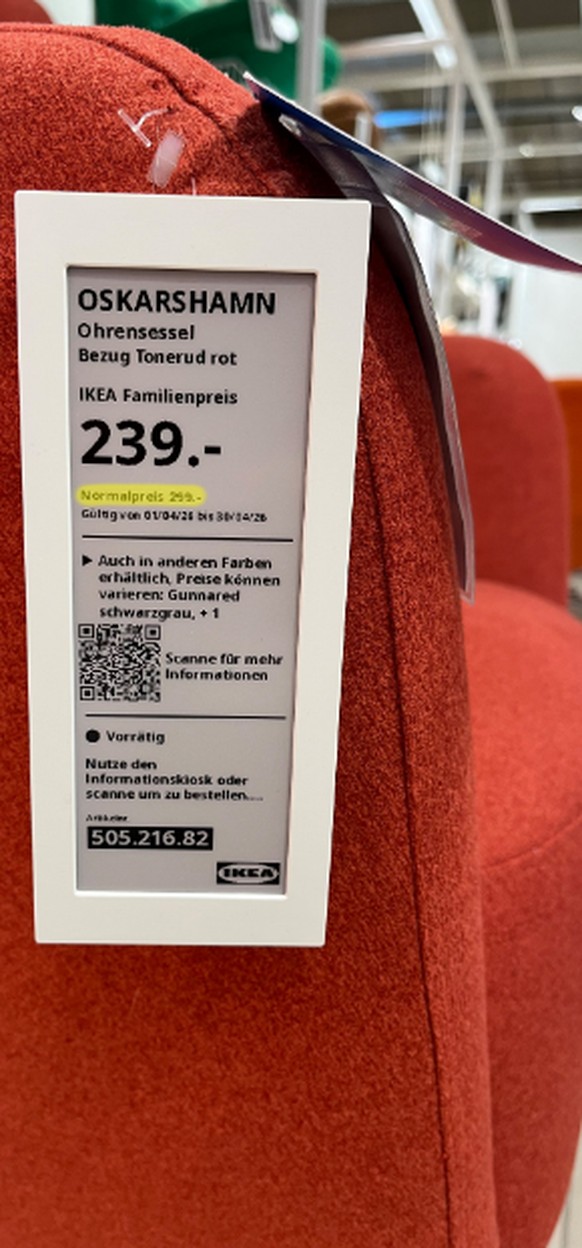 OSKARSHAMN
Ohrensessel
Bezug Tonerud rot
IKEA Familienpreis
239.-
Normalpreis 299.-
Gültig von 01/04/26 bis 30/04/26
▶ Auch in anderen Farben
erhältlich, Preise können
varieren: Gunnared
schwarzgrau, + 1
Scanne für mehr
Informationen
● Vorrätig
Nutze den
Informationskiosk oder
scanne um zu bestellen....
505.216.82
IKEA